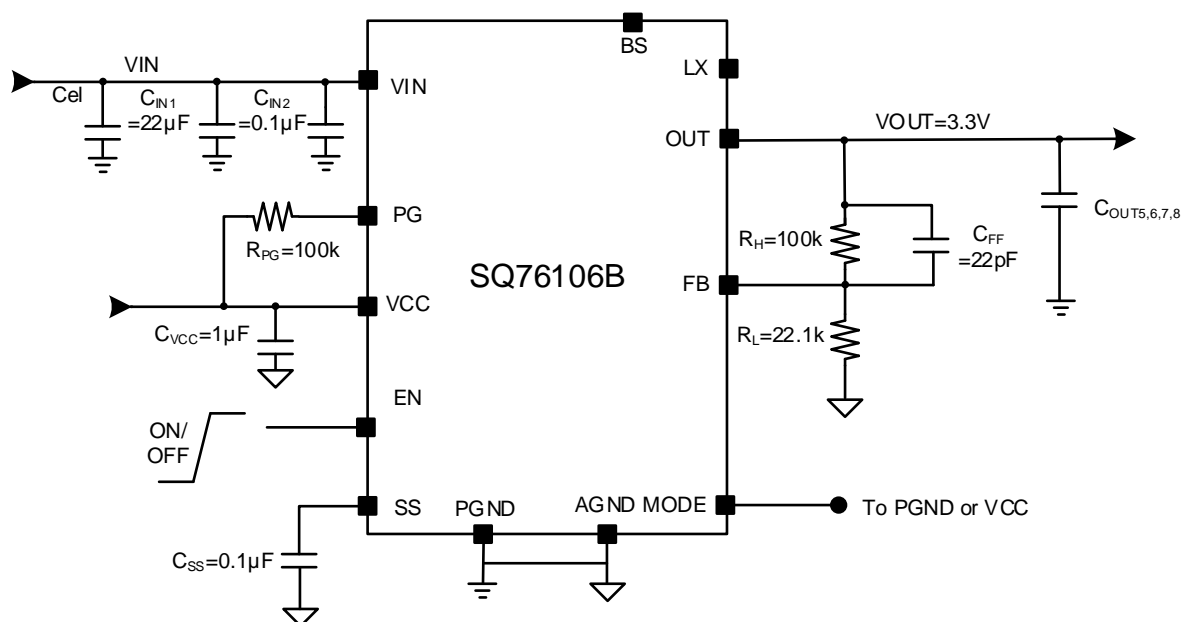 BS
VIN
VIN
LX
Cel
CIN1
=22µF
CIN2
=0.1µF
OUT
VOUT=3.3V
PG
RPG=100k
RH=100k
CFF
=22pF
COUT5,6,7,8
SQ76106B
FB
VCC
CVCC=1µF
RL=22.1k
EN
ON/
OFF
SS
PGND
AGND MODE
To PGND or VCC
CSS=0.1µF